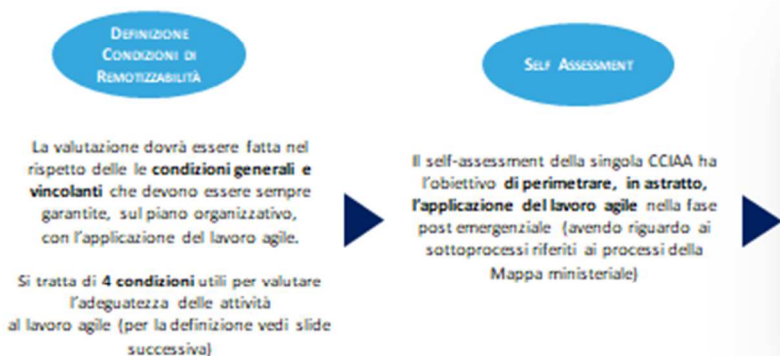 DEFINIZIONE
CONDIZIONI DI
REMOTIZZABILITÀ
La valutazione dovrà essere fatta nel
rispetto delle le condizioni generali e
vincolanti che devono essere sempre
garantite, sul piano organizzativo,
con l'applicazione del lavoro agile.
Si tratta di 4 condizioni utili per valutare
l'adeguatezza delle attività
al lavoro agile (per la definizione vedi slide
successiva)
SELF ASSESSMENT
Il self-assessment della singola CCIAA ha
l'obiettivo di perimetrare, in astratto,
l'applicazione del lavoro agile nella fase
post emergenziale (avendo riguardo ai
sottoprocessi riferiti ai processi della
Mappa ministeriale)